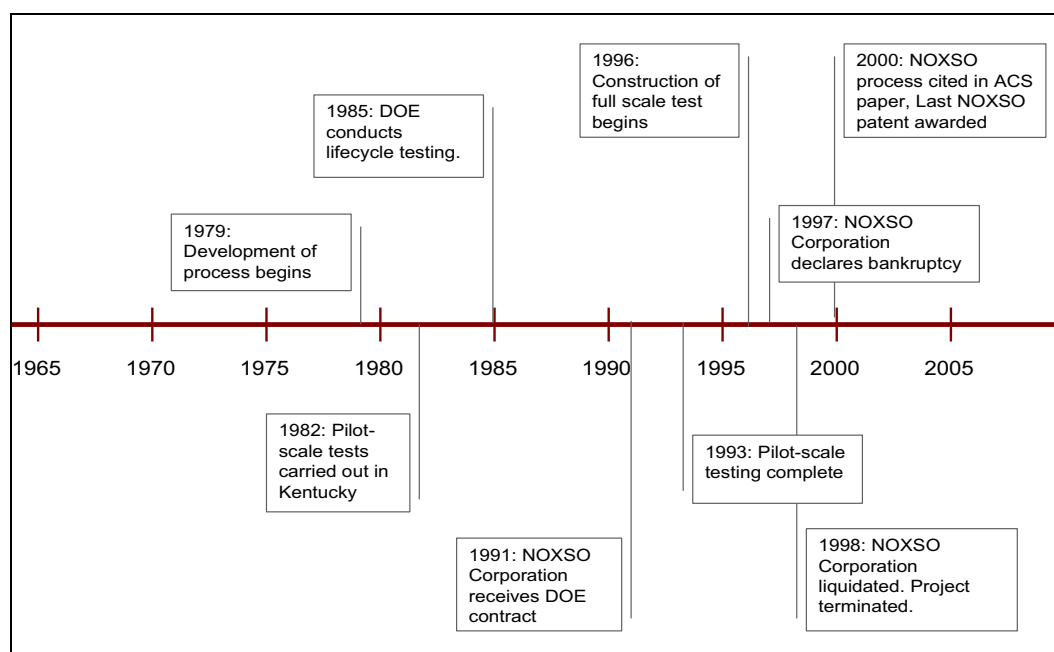 1996:
Construction of
full scale test
begins
2000: NOXSO
process cited in ACS
paper, Last NOXSO
patent awarded
1985: DOE
conducts
lifecycle testing.
1979:
Development of
process begins
1997: NOXSO
Corporation
declares bankruptcy
1965 1970 1975 1980 1985 1990 1995 2000 2005
1982: Pilot-
scale tests
carried out in
Kentucky
1993: Pilot-scale
testing complete
1991: NOXSO
Corporation
receives DOE
contract
1998: NOXSO
Corporation
liquidated. Project
terminated.